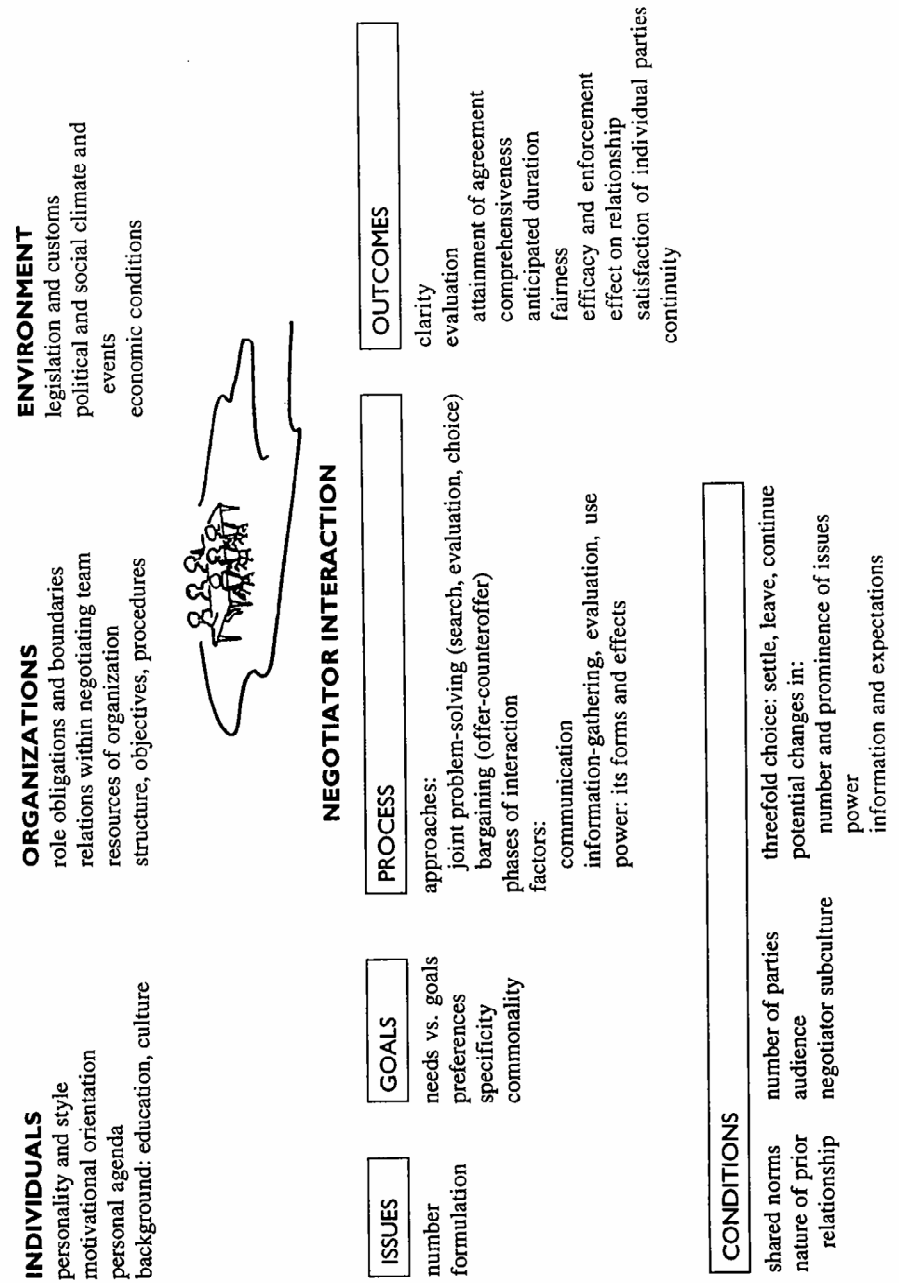 INDIVIDUALS
personality and style
motivational orientation
personal agenda
background: education, culture
ORGANIZATIONS
role obligations and boundaries
relations within negotiating team
resources of organization
structure, objectives, procedures
ENVIRONMENT
legislation and customs
political and social climate and
events
economic conditions
NEGOTIATOR INTERACTION
ISSUES
number
formulation
GOALS
needs vs. goals
preferences
specificity
commonality
PROCESS
approaches:
joint problem-solving (search, evaluation, choice)
bargaining (offer-counteroffer)
phases of interaction
factors:
communication
information-gathering, evaluation, use
power: its forms and effects
OUTCOMES
clarity
evaluation
attainment of agreement
comprehensiveness
anticipated duration
fairness
efficacy and enforcement
effect on relationship
satisfaction of individual parties
continuity
CONDITIONS
shared norms
nature of prior
relationship
number of parties
audience
negotiator subculture
threefold choice: settle, leave, continue
potential changes in:
number and prominence of issues
power
information and expectations